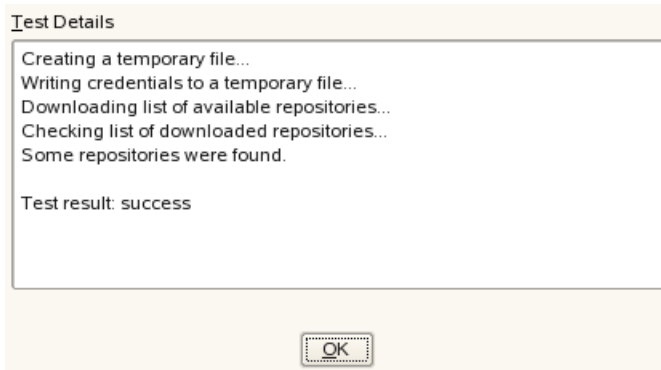 Test Details
Creating a temporary file...
Writing credentials to a temporary file...
Downloading list of available repositories...
Checking list of downloaded repositories...
Some repositories were found.
Test result: success
OK